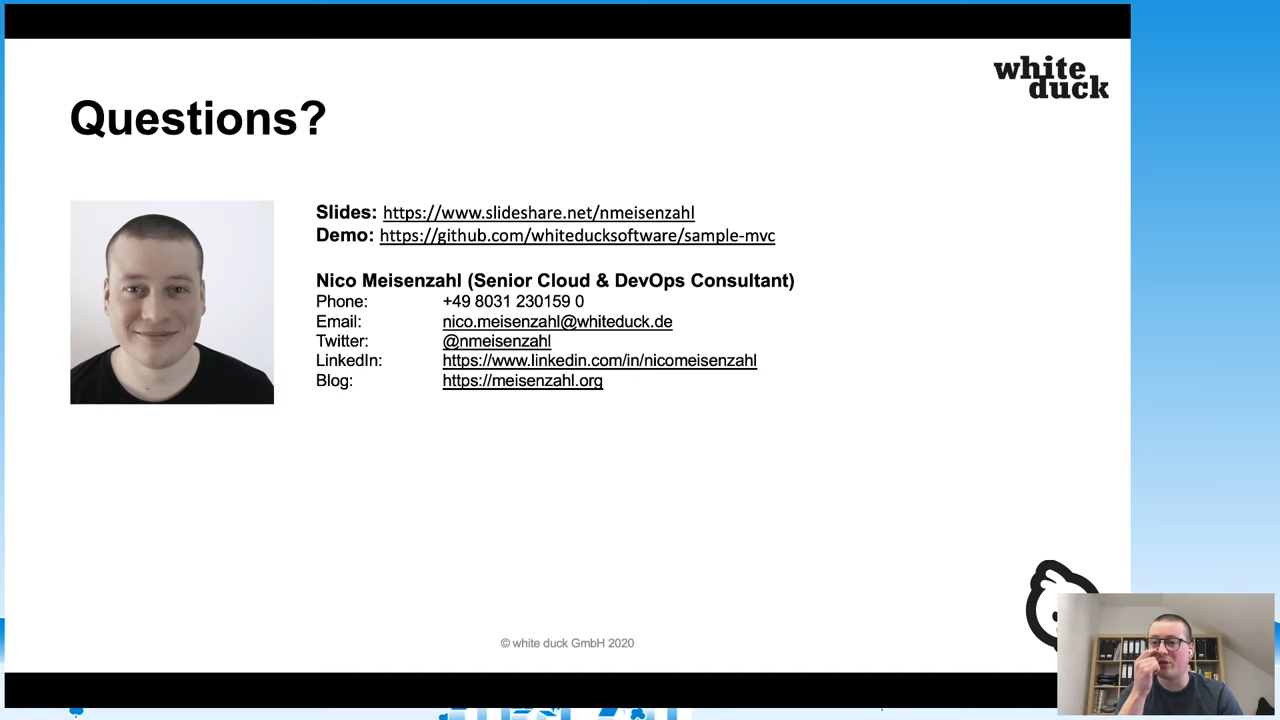 white
duck
Questions?
Slides: https://www.slideshare.net/nmeisenzahl
Demo: https://github.com/whiteducksoftware/sample-mvc
Nico Meisenzahl (Senior Cloud & DevOps Consultant)
Phone: +49 8031 230159 0
Email: nico.meisenzahl@whiteduck.de
Twitter: @nmeisenzahl
LinkedIn: https://www.linkedin.com/in/nicomeisenzahl
Blog: https://meisenzahl.org
© white duck GmbH 2020